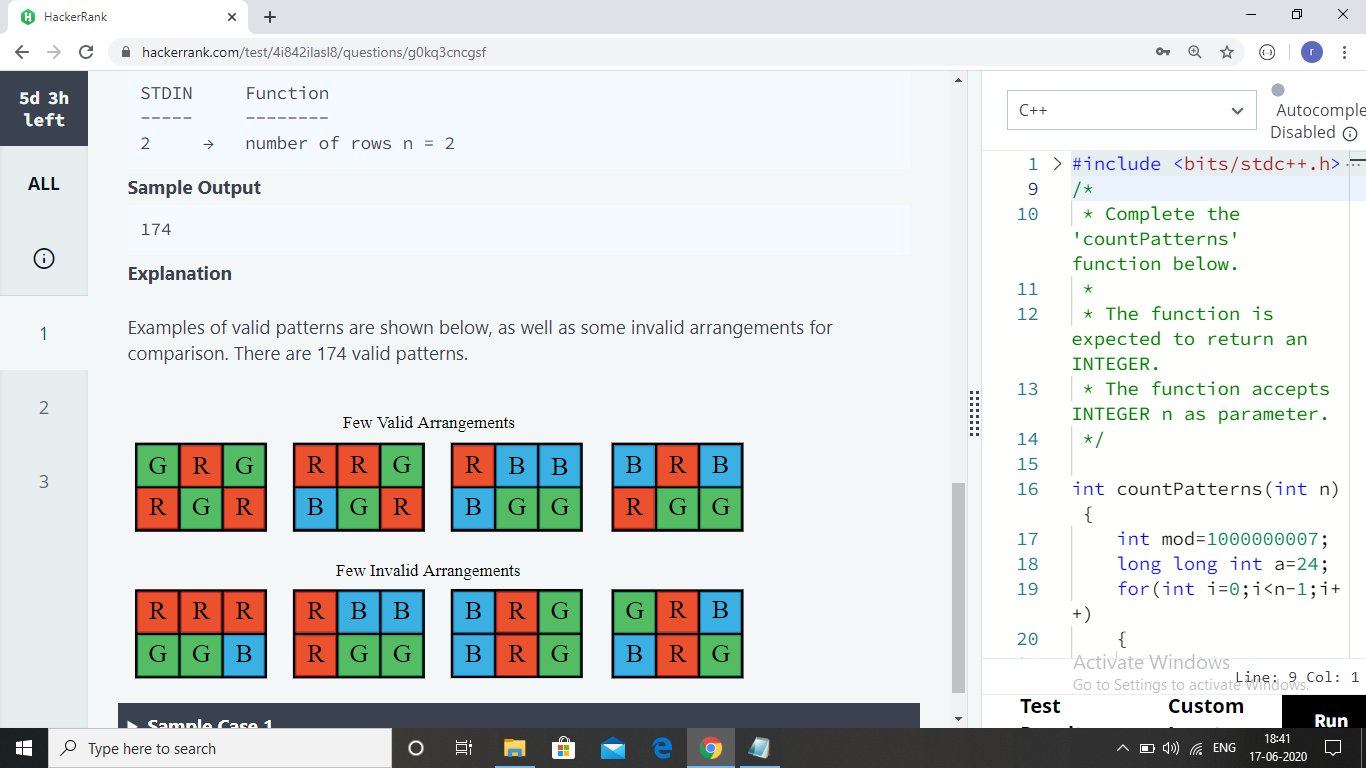 HackerRank
hackerrank.com/test/4i842ilasl8/questions/g0kq3cncgsf
r
5d 3h
left
ALL
1
2
3
STDIN Function
----- --------
2 → number of rows n = 2
Sample Output
174
Explanation
Examples of valid patterns are shown below, as well as some invalid arrangements for
comparison. There are 174 valid patterns.
Few Valid Arrangements
G R G R R G R B B B R B
R G R B G R B G G R G G
Few Invalid Arrangements
R R R R B B B R G G R B
G G B R G G B R G B R G
Sample Case 1
C++
Autocomple
Disabled
1 #include <bits/stdc++.h>
9 /*
10 * Complete the
'countPatterns'
function below.
11 *
12 * The function is
expected to return an
INTEGER.
13 * The function accepts
INTEGER n as parameter.
14 */
15
16 int countPatterns(int n)
{
17 int mod=1000000007;
18 long long int a=24;
19 for(int i=0;i<n-1;i+
+)
20 {
Activate Windows
Go to Settings to activate Windows.
Line: 9 Col: 1
Test Custom
Run
Type here to search
ENG
18:41
17-06-2020